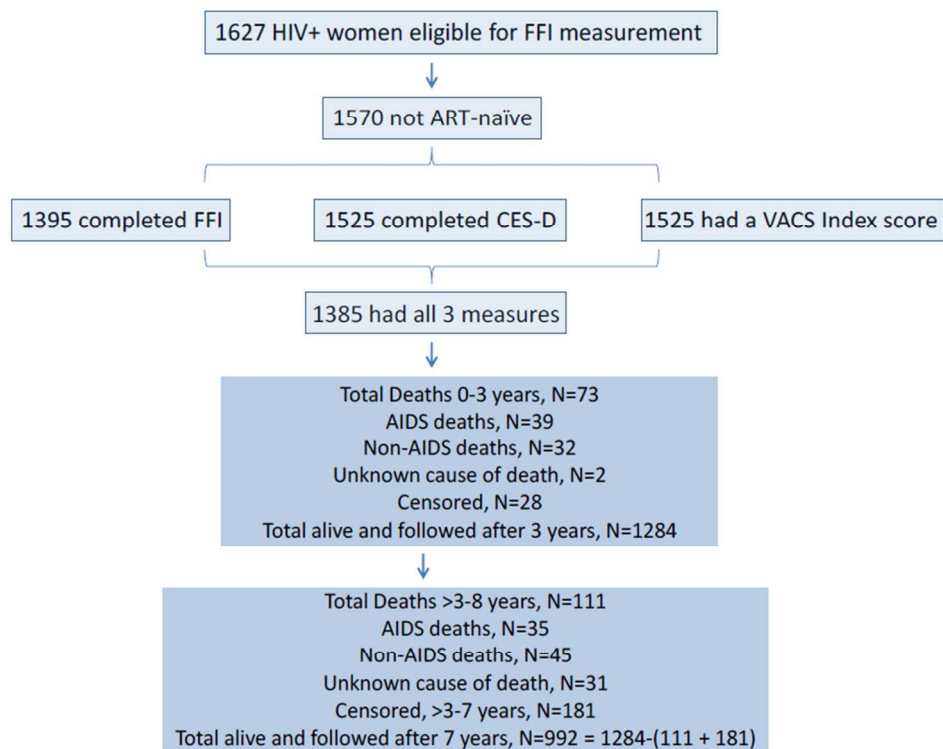 1627 HIV+ women eligible for FFI measurement
1570 not ART-naïve
1395 completed FFI
1525 completed CES-D
1525 had a VACS Index score
1385 had all 3 measures
Total Deaths 0-3 years, N=73
AIDS deaths, N=39
Non-AIDS deaths, N=32
Unknown cause of death, N=2
Censored, N=28
Total alive and followed after 3 years, N=1284
Total Deaths >3-8 years, N=111
AIDS deaths, N=35
Non-AIDS deaths, N=45
Unknown cause of death, N=31
Censored, >3-7 years, N=181
Total alive and followed after 7 years, N=992 = 1284-(111 + 181)